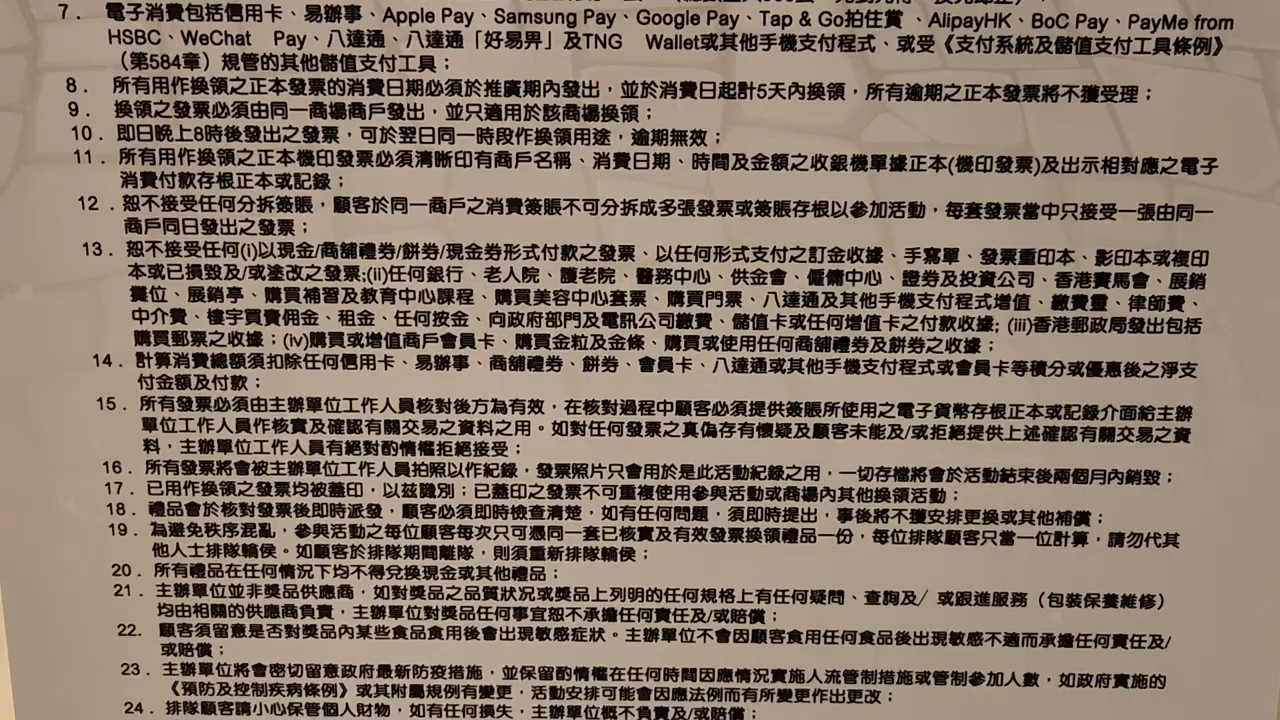 7. 電子消費包括信用卡、易辦事、Apple Pay、Samsung Pay、Google Pay、Tap & Go拍住賞 、AlipayHK、BoC Pay、PayMe from
HSBC、WeChat Pay、八達通、八達通「好易畀」及TNG Wallet或其他手機支付程式、或受《支付系統及儲值支付工具條例》
（第584章）規管的其他儲值支付工具；
8. 所有用作換領之正本發票的消費日期必須於推廣期內發出，並於消費日起計5天內換領，所有逾期之正本發票將不獲受理；
9. 換領之發票必須由同一商場商戶發出，並只適用於該商場換領；
10. 即日晚上8時後發出之發票，可於翌日同一時段作換領用途，逾期無效；
11. 所有用作換領之正本機印發票必須清晰印有商戶名稱、消費日期、時間及金額之收銀機單據正本(機印發票)及出示相對應之電子
消費付款存根正本或記錄；
12. 恕不接受任何分拆簽賬，顧客於同一商戶之消費簽賬不可分拆成多張發票或簽賬存根以參加活動，每套發票當中只接受一張由同一
商戶同日發出之發票；
13. 恕不接受任何(i)以現金/商舖禮券/餅券/現金券形式付款之發票、以任何形式支付之訂金收據、手寫單、發票重印本、影印本或複印
本或已損毀及/或塗改之發票;(ii)任何銀行、老人院、護老院、醫務中心、供金會、僱傭中心、證券及投資公司、香港賽馬會、展銷
攤位、展銷亭、購買補習及教育中心課程、購買美容中心套票、購買門票、八達通及其他手機支付程式增值、繳費靈、律師費、
中介費、樓宇買賣佣金、租金、任何按金、向政府部門及電訊公司繳費、儲值卡或任何增值卡之付款收據; (iii)香港郵政局發出包括
購買郵票之收據；(iv)購買或增值商戶會員卡、購買金粒及金條、購買或使用任何商舖禮券及餅券之收據；
14. 計算消費總額須扣除任何信用卡、易辦事、商舖禮券、餅券、會員卡、八達通或其他手機支付程式或會員卡等積分或優惠後之淨支
付金額及付款；
15. 所有發票必須由主辦單位工作人員核對後方為有效，在核對過程中顧客必須提供簽賬所使用之電子貨幣存根正本或記錄介面給主辦
單位工作人員作核實及確認有關交易之資料之用。如對任何發票之真偽存有懷疑及顧客未能及/或拒絕提供上述確認有關交易之資
料，主辦單位工作人員有絕對酌情權拒絕接受；
16. 所有發票將會被主辦單位工作人員拍照以作紀錄，發票照片只會用於是此活動紀錄之用，一切存檔將會於活動結束後兩個月內銷毀；
17. 已用作換領之發票均被蓋印，以茲識別；已蓋印之發票不可重複使用參與活動或商場內其他換領活動；
18. 禮品會於核對發票後即時派發，顧客必須即時檢查清楚，如有任何問題，須即時提出，事後將不獲安排更換或其他補償；
19. 為避免秩序混亂，參與活動之每位顧客每次只可憑同一套已核實及有效發票換領禮品一份，每位排隊顧客只當一位計算，請勿代其
他人士排隊輪侯。如顧客於排隊期間離隊，則須重新排隊輪侯；
20. 所有禮品在任何情況下均不得兌換現金或其他禮品；
21. 主辦單位並非獎品供應商，如對獎品之品質狀況或獎品上列明的任何規格上有任何疑問、查詢及/ 或跟進服務（包裝保養維修）
均由相關的供應商負責，主辦單位對獎品任何事宜恕不承擔任何責任及/或賠償；
22. 顧客須留意是否對獎品內某些食品食用後會出現敏感症狀。主辦單位不會因顧客食用任何食品後出現敏感不適而承擔任何責任及/
或賠償；
23. 主辦單位將會密切留意政府最新防疫措施，並保留酌情權在任何時間因應情況實施人流管制措施或管制參加人數，如政府實施的
《預防及控制疾病條例》或其附屬規例有變更，活動安排可能會因應法例而有所變更作出更改；
24. 排隊顧客請小心保管個人財物，如有任何損失，主辦單位概不負責及/或賠償；